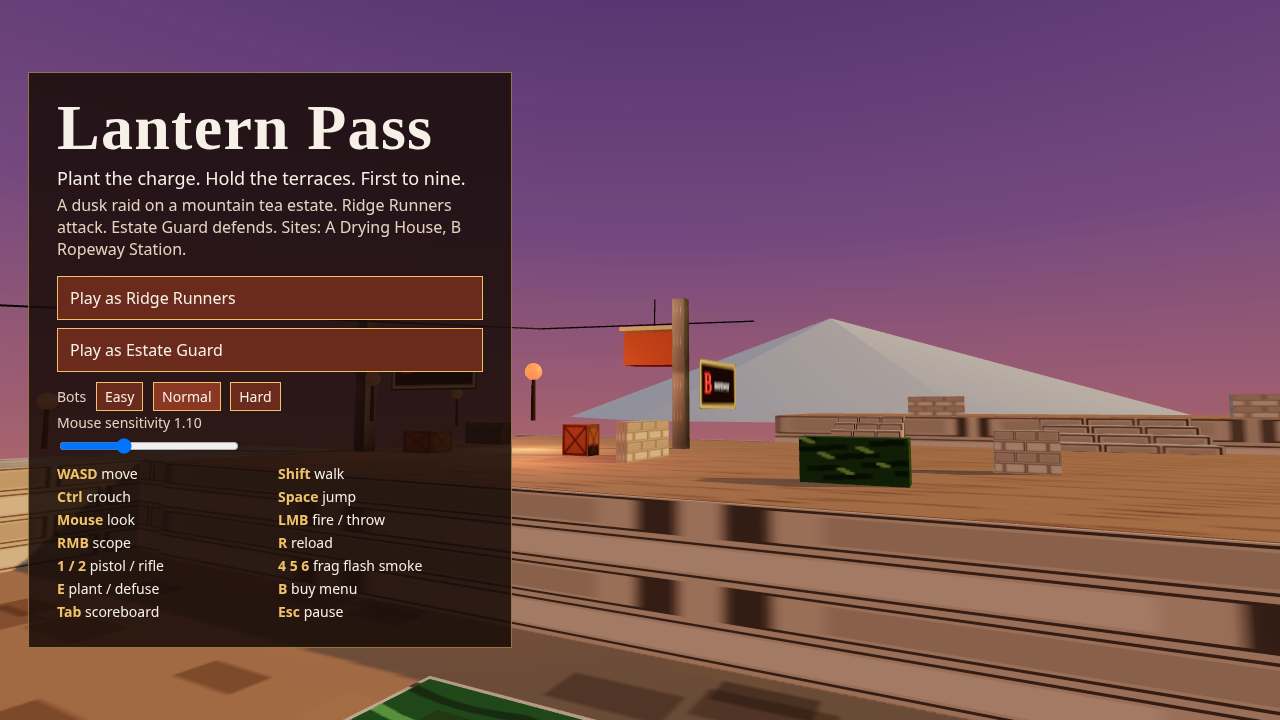 Lantern Pass
Plant the charge. Hold the terraces. First to nine.
A dusk raid on a mountain tea estate. Ridge Runners
attack. Estate Guard defends. Sites: A Drying House, B
Ropeway Station.
Play as Ridge Runners
Play as Estate Guard
Bots Easy Normal Hard
Mouse sensitivity 1.10
WASD move Shift walk
Ctrl crouch Space jump
Mouse look LMB fire / throw
RMB scope R reload
1 / 2 pistol / rifle 4 5 6 frag flash smoke
E plant / defuse B buy menu
Tab scoreboard Esc pause
B